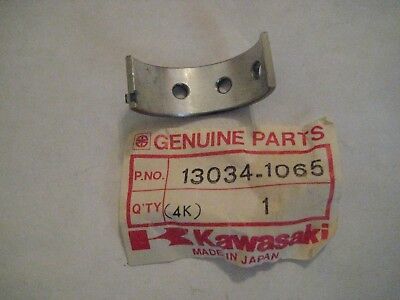 GENUINE PARTS
P.NO. 13034-1065
Q'TY (4K) 1
Kawasaki
MADE IN JAPAN